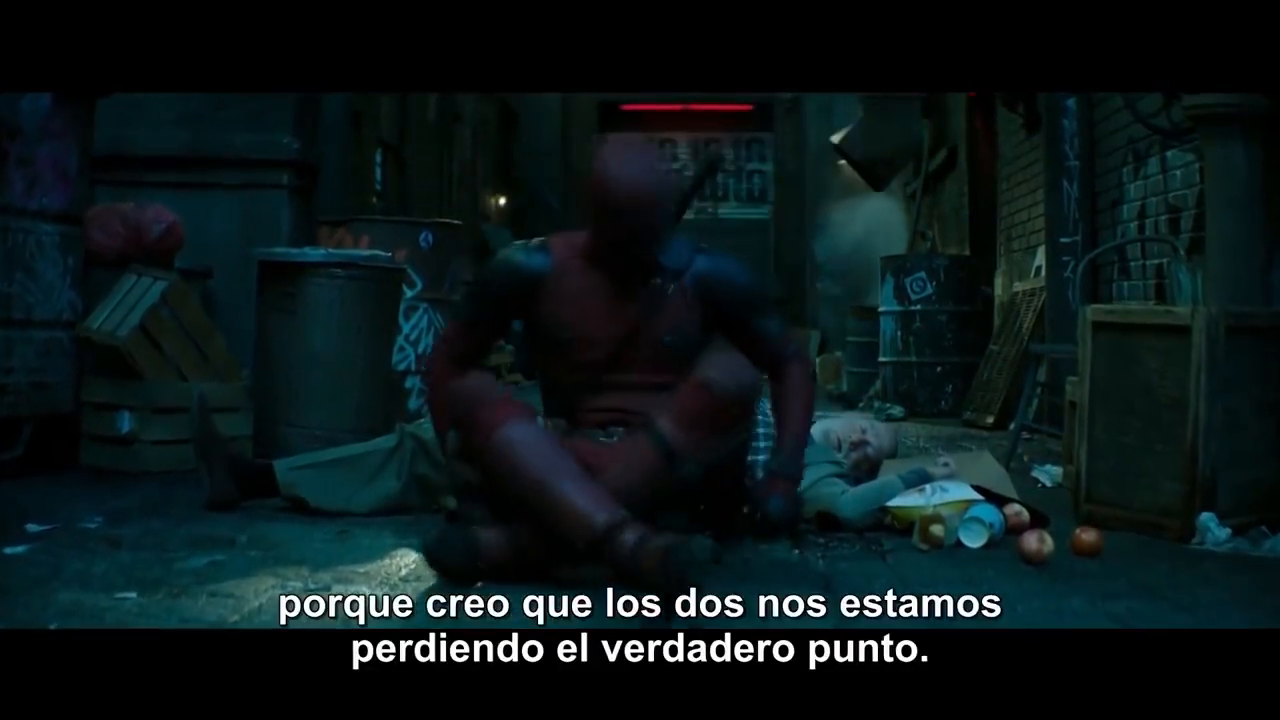 porque creo que los dos nos estamos
perdiendo el verdadero punto.